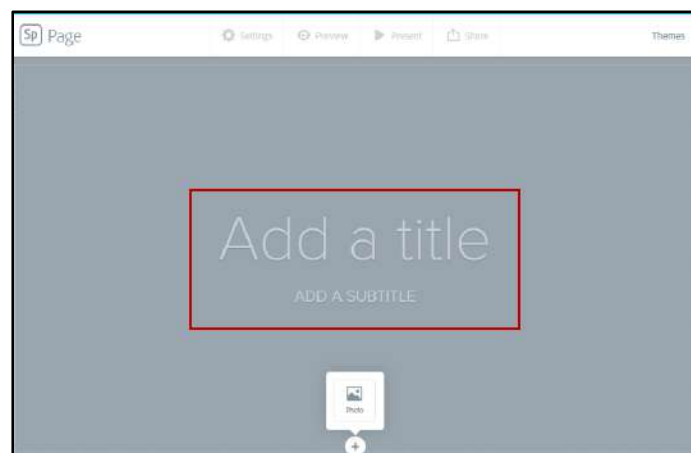 Sp Page Settings Preview Present Share Themes
Add a title
ADD A SUBTITLE
Photo
+